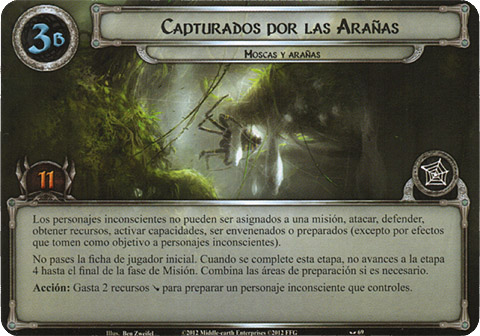 3B
CAPTURADOS POR LAS ARAÑAS
MOSCAS Y ARAÑAS
11
Los personajes inconscientes no pueden ser asignados a una misión, atacar, defender,
obtener recursos, activar capacidades, ser envenenados o preparados (excepto por efectos
que tomen como objetivo a personajes inconscientes).
No pases la ficha de jugador inicial. Cuando se complete esta etapa, no avances a la etapa
4 hasta el final de la fase de Misión. Combina las áreas de preparación si es necesario.
Acción: Gasta 2 recursos ↘ para preparar un personaje inconsciente que controles.
Illus. Ben Zweifel ©2012 Middle-earth Enterprises ©2012 FFG 69